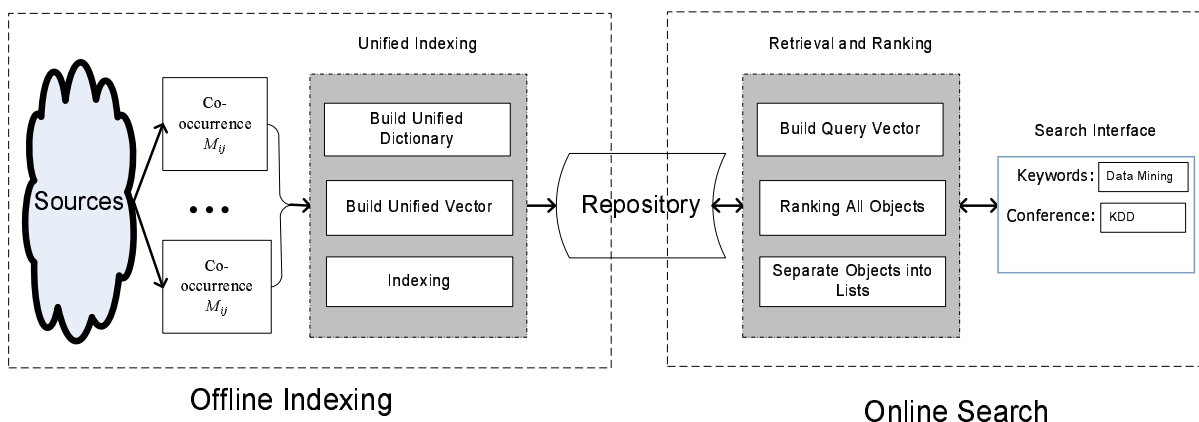 Unified Indexing
Retrieval and Ranking
Sources
Co-
occurrence
M_ij
...
Co-
occurrence
M_ij
Build Unified
Dictionary
Build Unified Vector
Indexing
Repository
Build Query Vector
Ranking All Objects
Separate Objects into
Lists
Search Interface
Keywords: Data Mining
Conference: KDD
Offline Indexing
Online Search